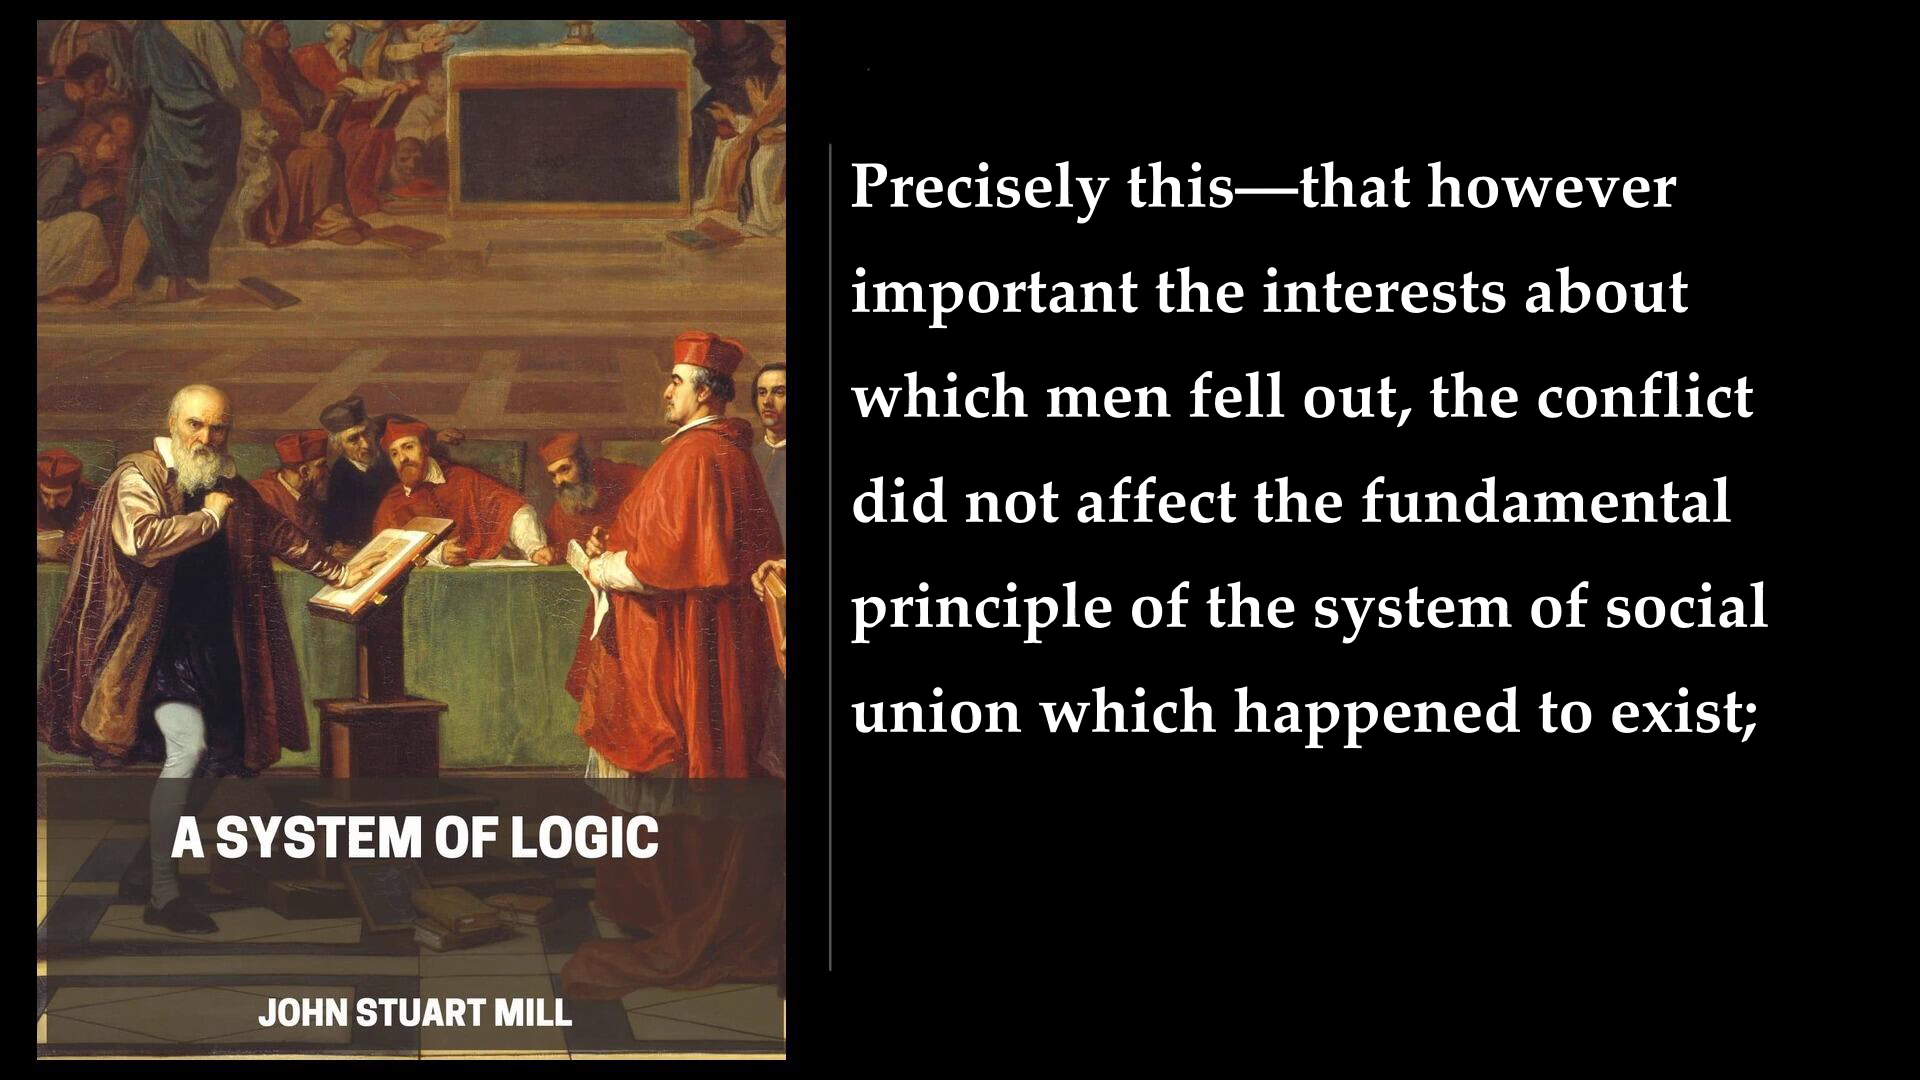 A SYSTEM OF LOGIC
JOHN STUART MILL
Precisely this—that however
important the interests about
which men fell out, the conflict
did not affect the fundamental
principle of the system of social
union which happened to exist;